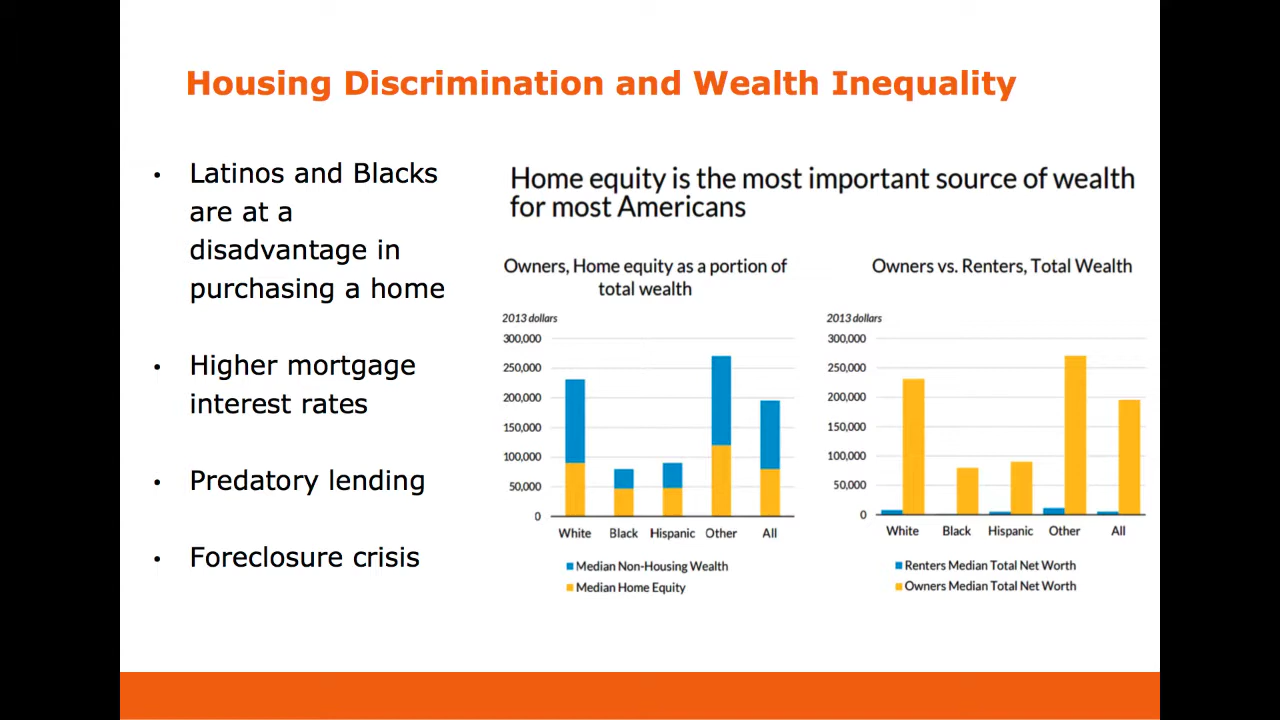 Housing Discrimination and Wealth Inequality
• Latinos and Blacks
are at a
disadvantage in
purchasing a home
• Higher mortgage
interest rates
• Predatory lending
• Foreclosure crisis
Home equity is the most important source of wealth
for most Americans
Owners, Home equity as a portion of
total wealth
2013 dollars
300,000
250,000
200,000
150,000
100,000
50,000
0
White Black Hispanic Other All
Median Non-Housing Wealth
Median Home Equity
Owners vs. Renters, Total Wealth
2013 dollars
300,000
250,000
200,000
150,000
100,000
50,000
0
White Black Hispanic Other All
Renters Median Total Net Worth
Owners Median Total Net Worth